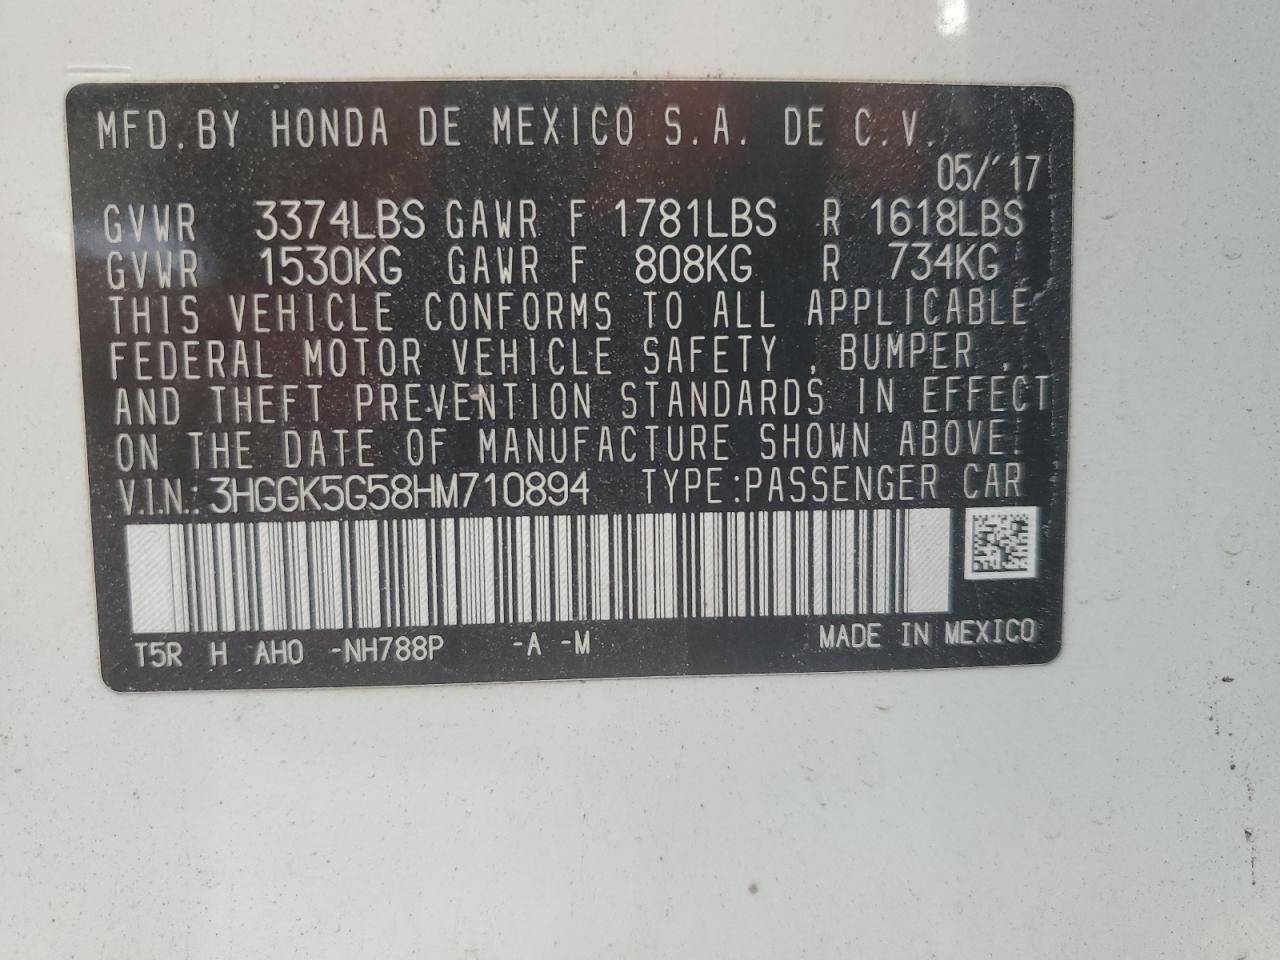 MFD.BY HONDA DE MEXICO S.A. DE C.V.
05/'17
GVWR 3374LBS GAWR F 1781LBS R 1618LBS
GVWR 1530KG GAWR F 808KG R 734KG
THIS VEHICLE CONFORMS TO ALL APPLICABLE
FEDERAL MOTOR VEHICLE SAFETY , BUMPER ,
AND THEFT PREVENTION STANDARDS IN EFFECT
ON THE DATE OF MANUFACTURE SHOWN ABOVE.
V.I.N.: 3HGGK5G58HM710894 TYPE:PASSENGER CAR
T5R H AHO -NH788P -A -M MADE IN MEXICO